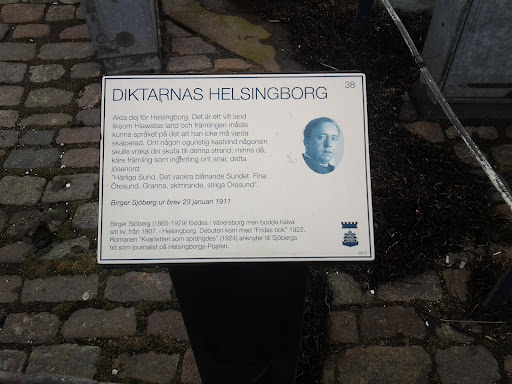 38
DIKTARNAS HELSINGBORG
Akta dej för Helsingborg. Det är ett vilt land
liksom Hiawatas land och främlingen måste
kunna språket på det att han icke må varda
skalperad. Om någon ogunstig kastvind någonsin
skulle vräka din skuta till denna strand, minns då,
käre främling som ingenting ont anar, detta
lösenord:
"Härliga Sund. Det vackra blånande Sundet. Fina
Öresund. Granna, skimrande, ståliga Öresund".
Birger Sjöberg ur brev 23 januari 1911
Birger Sjöberg (1885-1929) föddes i Vänersborg men bodde halva
sitt liv, från 1907, i Helsingborg. Debuten kom med "Fridas bok" 1922.
Romanen "Kvartetten som sprängdes" (1924) anknyter till Sjöbergs
tid som journalist på Helsingborgs-Posten.